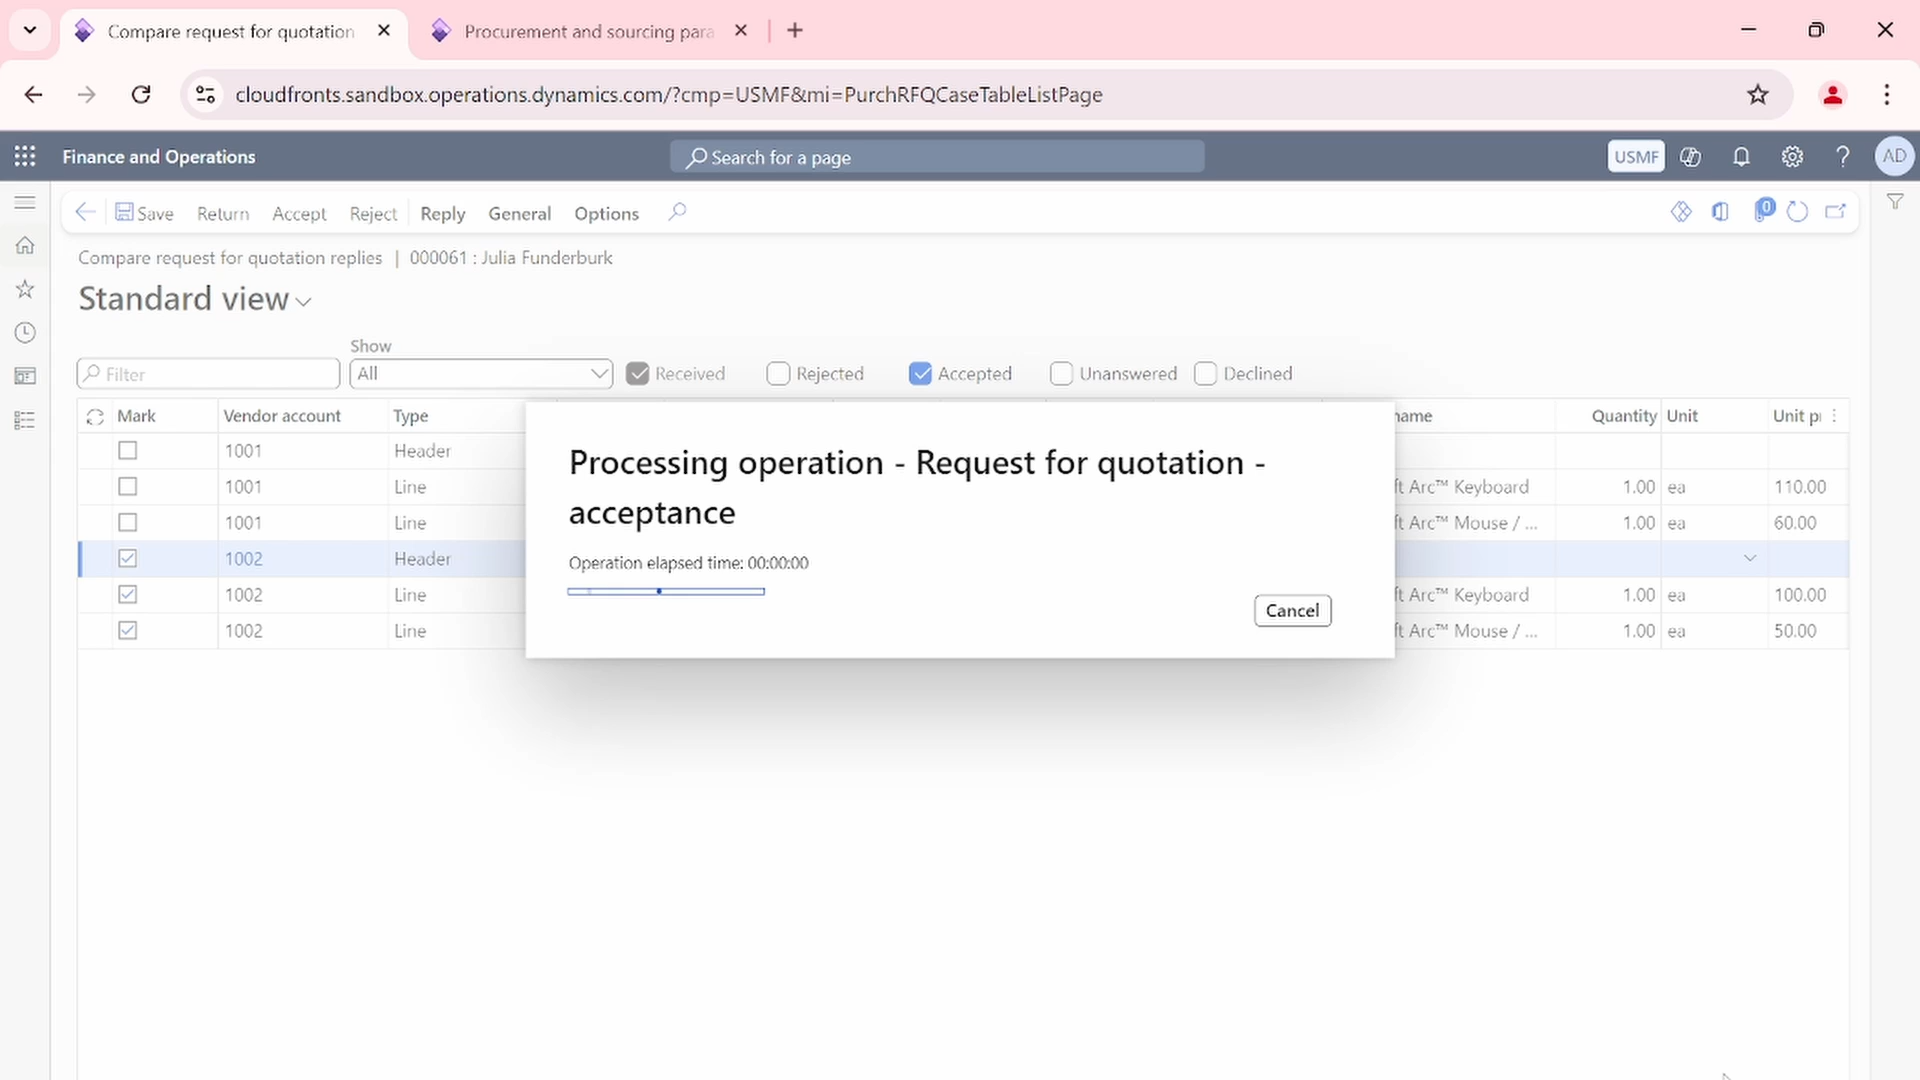 Compare request for quotation
Procurement and sourcing para
cloudfronts.sandbox.operations.dynamics.com/?cmp=USMF&mi=PurchRFQCaseTableListPage
Finance and Operations
Search for a page
USMF
AD
Save
Return
Accept
Reject
Reply
General
Options
0
Compare request for quotation replies | 000061 : Julia Funderburk
Standard view
Show
Filter
All
Received
Rejected
Accepted
Unanswered
Declined
Mark Vendor account Type name Quantity Unit Unit pr
1001 Header
1001 Line ft Arc™ Keyboard 1.00 ea 110.00
1001 Line ft Arc™ Mouse / ... 1.00 ea 60.00
1002 Header
1002 Line ft Arc™ Keyboard 1.00 ea 100.00
1002 Line ft Arc™ Mouse / ... 1.00 ea 50.00
Processing operation - Request for quotation -
acceptance
Operation elapsed time: 00:00:00
Cancel